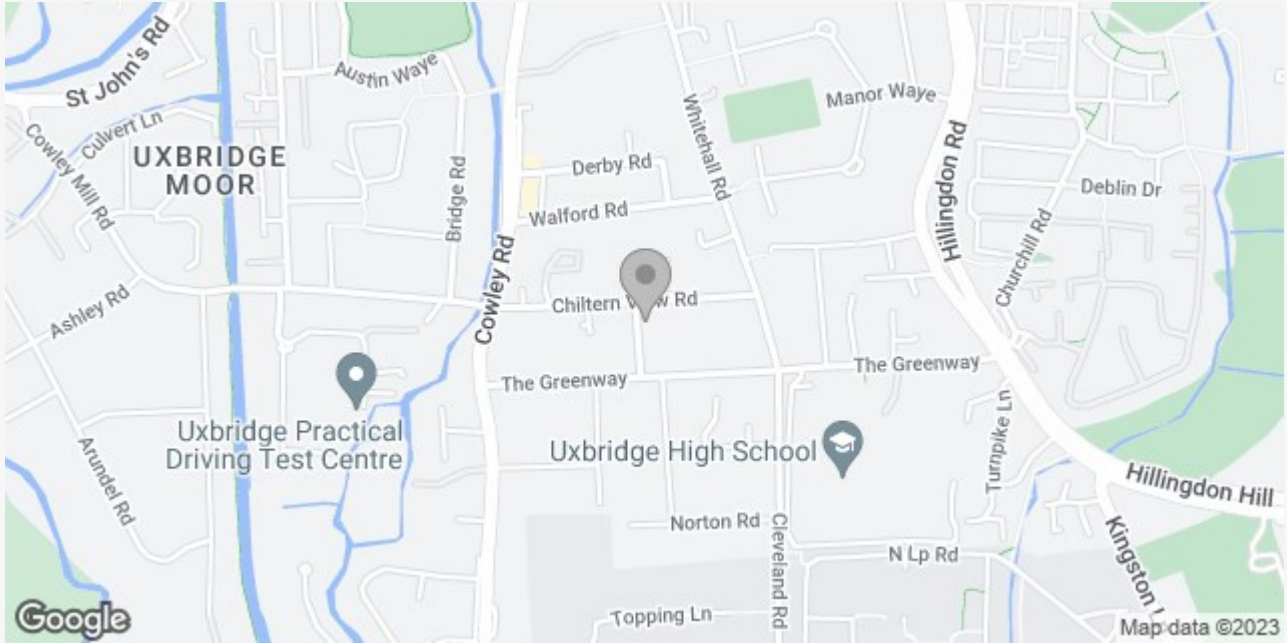 St John's Rd
Austin Waye
Culvert Ln
Cowley Mill Rd
UXBRIDGE
MOOR
Bridge Rd
Derby Rd
Walford Rd
Whitehall Rd
Manor Waye
Hillingdon Rd
Deblin Dr
Churchill Rd
Ashley Rd
Cowley Rd
Chiltern View Rd
The Greenway
The Greenway
Uxbridge Practical
Driving Test Centre
Uxbridge High School
Turnpike Ln
Arundel Rd
Hillingdon Hill
Norton Rd
Cleveland Rd
N Lp Rd
Kingston
Topping Ln
Google
Map data ©2023